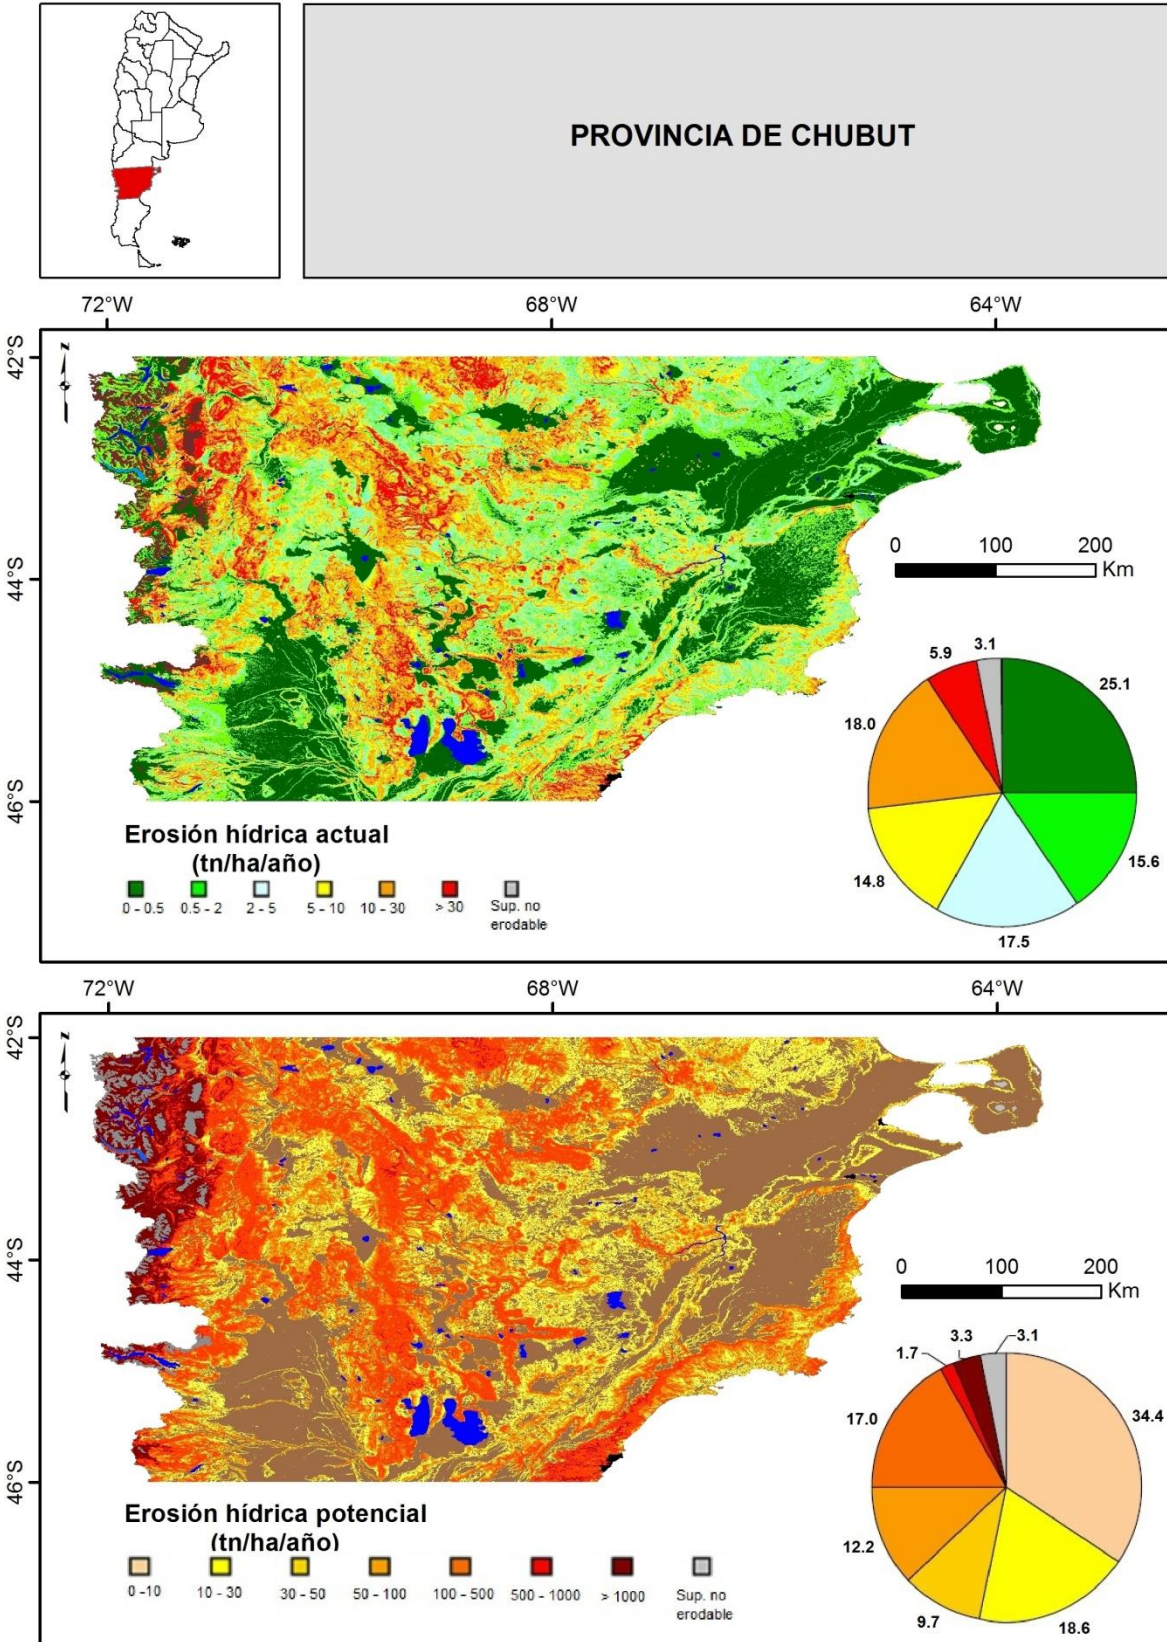 PROVINCIA DE CHUBUT
72°W
68°W
64°W
42°S
44°S
46°S
N
0 100 200 Km
5.9
3.1
25.1
18.0
15.6
14.8
17.5
Erosión hídrica actual
(tn/ha/año)
0 - 0.5
0.5 - 2
2 - 5
5 - 10
10 - 30
> 30
Sup. no
erodable
72°W
68°W
64°W
42°S
44°S
46°S
N
0 100 200 Km
1.7
3.3
3.1
34.4
17.0
12.2
9.7
18.6
Erosión hídrica potencial
(tn/ha/año)
0 -10
10 - 30
30 - 50
50 - 100
100 - 500
500 - 1000
> 1000
Sup. no
erodable